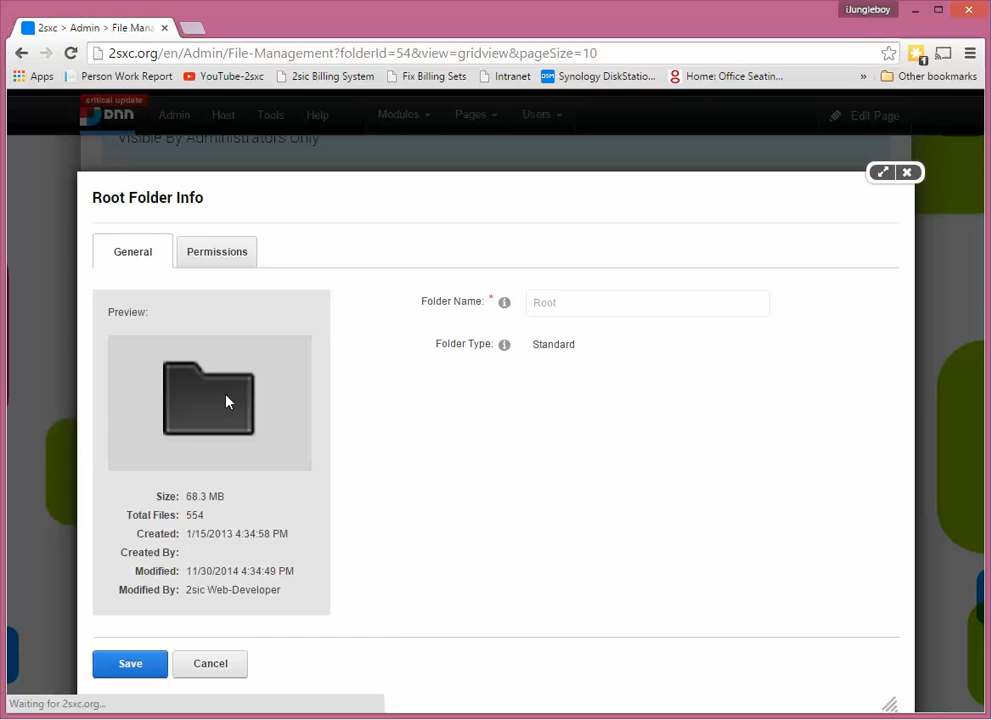 iJungleboy
2sxc > Admin > File Mana
2sxc.org/en/Admin/File-Management?folderId=54&view=gridview&pageSize=10
1
Apps Person Work Report YouTube-2sxc 2sic Billing System Fix Billing Sets Intranet DSM Synology DiskStatio... Home: Office Seatin... » Other bookmarks
critical update
DNN Admin Host Tools Help Modules Pages Users Edit Page
Visible By Administrators Only
Root Folder Info
General Permissions
Preview:
Folder Name: * Root
Folder Type: Standard
Size: 68.3 MB
Total Files: 554
Created: 1/15/2013 4:34:58 PM
Created By:
Modified: 11/30/2014 4:34:49 PM
Modified By: 2sic Web-Developer
Save Cancel
Waiting for 2sxc.org...